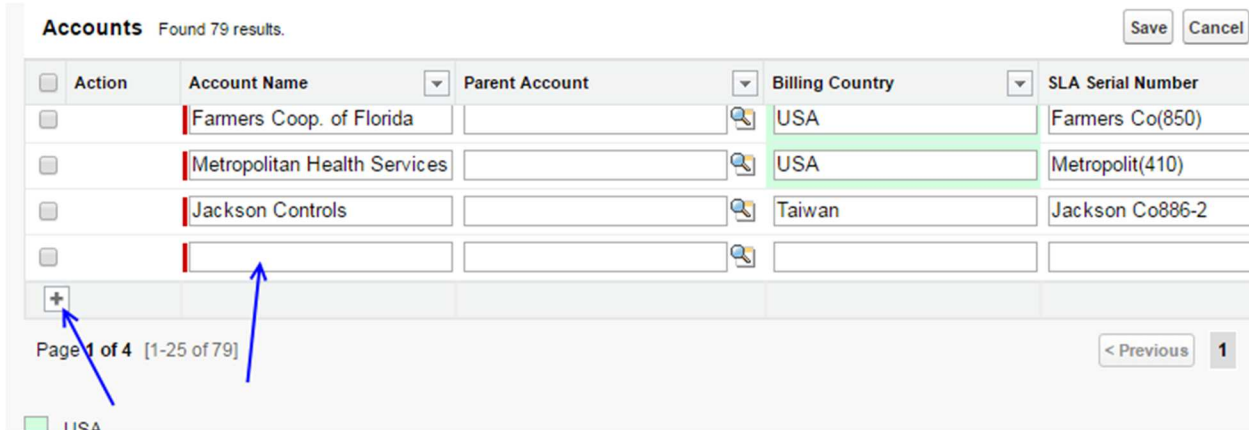 Accounts Found 79 results. Save Cancel
Action Account Name Parent Account Billing Country SLA Serial Number
Farmers Coop. of Florida USA Farmers Co(850)
Metropolitan Health Services USA Metropolit(410)
Jackson Controls Taiwan Jackson Co886-2
+
Page 1 of 4 [1-25 of 79] < Previous 1
USA